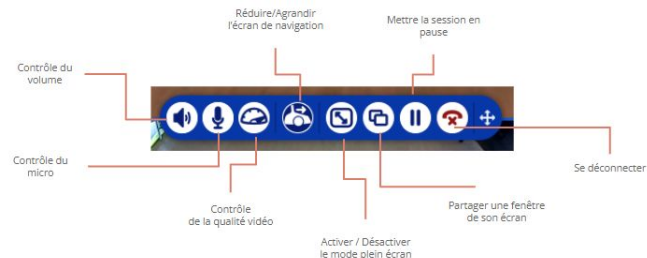 Réduire/Agrandir
l'écran de navigation
Mettre la session en
pause
Contrôle du
volume
Contrôle du
micro
Se déconnecter
Contrôle
de la qualité vidéo
Partager une fenêtre
de son écran
Activer / Désactiver
le mode plein écran